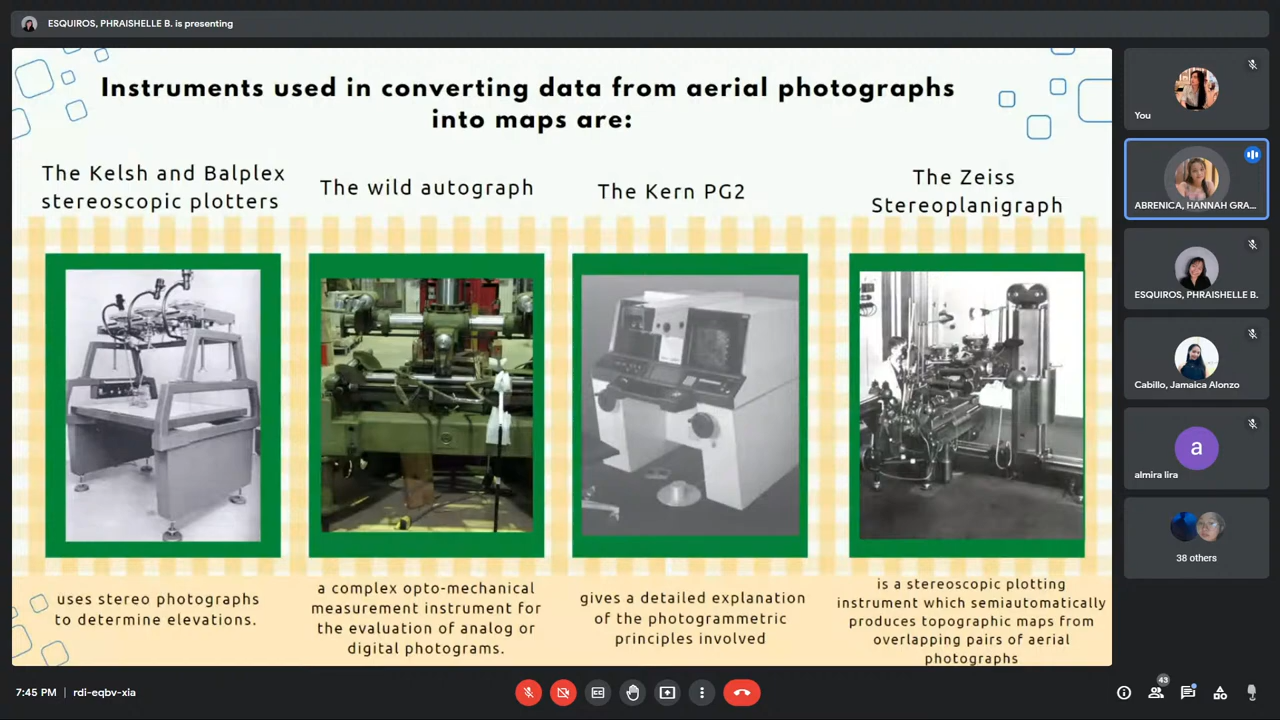 ESQUIROS, PHRAISHELLE B. is presenting
Instruments used in converting data from aerial photographs
into maps are:
The Kelsh and Balplex
stereoscopic plotters
The wild autograph
The Kern PG2
The Zeiss
Stereoplanigraph
uses stereo photographs
to determine elevations.
a complex opto-mechanical
measurement instrument for
the evaluation of analog or
digital photograms.
gives a detailed explanation
of the photogrammetric
principles involved
is a stereoscopic plotting
instrument which semiautomatically
produces topographic maps from
overlapping pairs of aerial
photographs
You
ABRENICA, HANNAH GRA...
ESQUIROS, PHRAISHELLE B.
Cabillo, Jamaica Alonzo
a
almira lira
38 others
7:45 PM | rdi-eqbv-xia
43